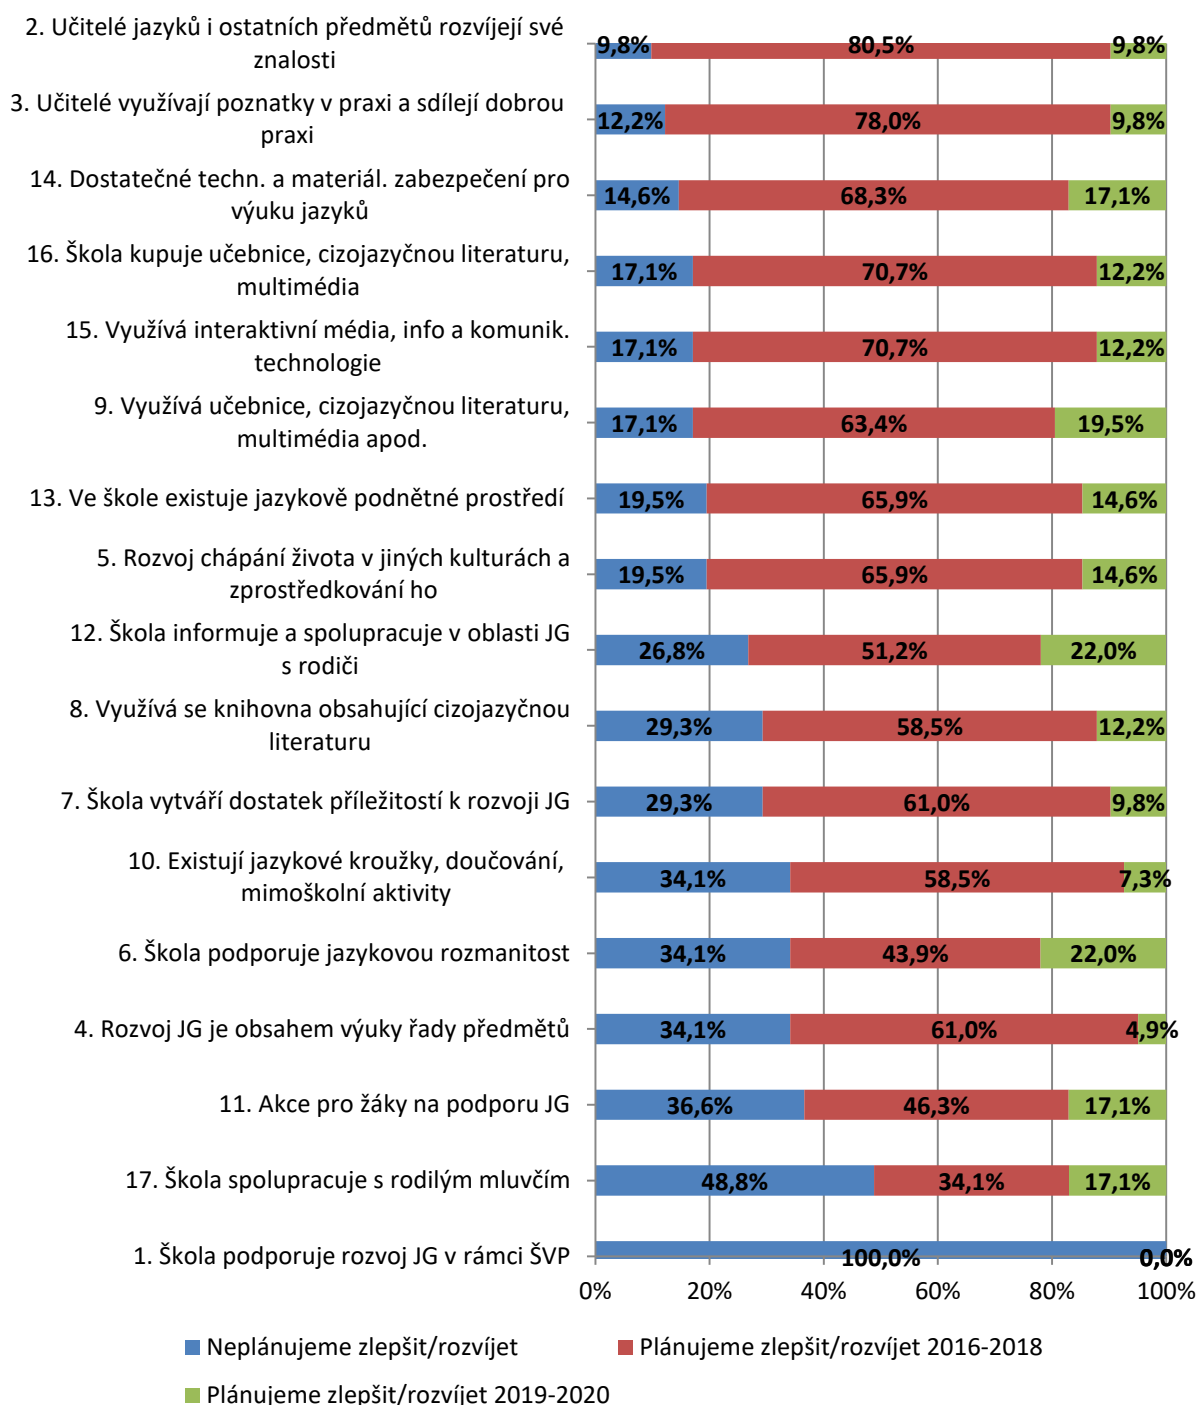 2. Učitelé jazyků i ostatních předmětů rozvíjejí své
znalosti
9,8% 80,5% 9,8%
3. Učitelé využívají poznatky v praxi a sdílejí dobrou
praxi
12,2% 78,0% 9,8%
14. Dostatečné techn. a materiál. zabezpečení pro
výuku jazyků
14,6% 68,3% 17,1%
16. Škola kupuje učebnice, cizojazyčnou literaturu,
multimédia
17,1% 70,7% 12,2%
15. Využívá interaktivní média, info a komunik.
technologie
17,1% 70,7% 12,2%
9. Využívá učebnice, cizojazyčnou literaturu,
multimédia apod.
17,1% 63,4% 19,5%
13. Ve škole existuje jazykově podnětné prostředí
19,5% 65,9% 14,6%
5. Rozvoj chápání života v jiných kulturách a
zprostředkování ho
19,5% 65,9% 14,6%
12. Škola informuje a spolupracuje v oblasti JG
s rodiči
26,8% 51,2% 22,0%
8. Využívá se knihovna obsahující cizojazyčnou
literaturu
29,3% 58,5% 12,2%
7. Škola vytváří dostatek příležitostí k rozvoji JG
29,3% 61,0% 9,8%
10. Existují jazykové kroužky, doučování,
mimoškolní aktivity
34,1% 58,5% 7,3%
6. Škola podporuje jazykovou rozmanitost
34,1% 43,9% 22,0%
4. Rozvoj JG je obsahem výuky řady předmětů
34,1% 61,0% 4,9%
11. Akce pro žáky na podporu JG
36,6% 46,3% 17,1%
17. Škola spolupracuje s rodilým mluvčím
48,8% 34,1% 17,1%
1. Škola podporuje rozvoj JG v rámci ŠVP
100,0% 0,0%
0% 20% 40% 60% 80% 100%
Neplánujeme zlepšit/rozvíjet
Plánujeme zlepšit/rozvíjet 2016-2018
Plánujeme zlepšit/rozvíjet 2019-2020